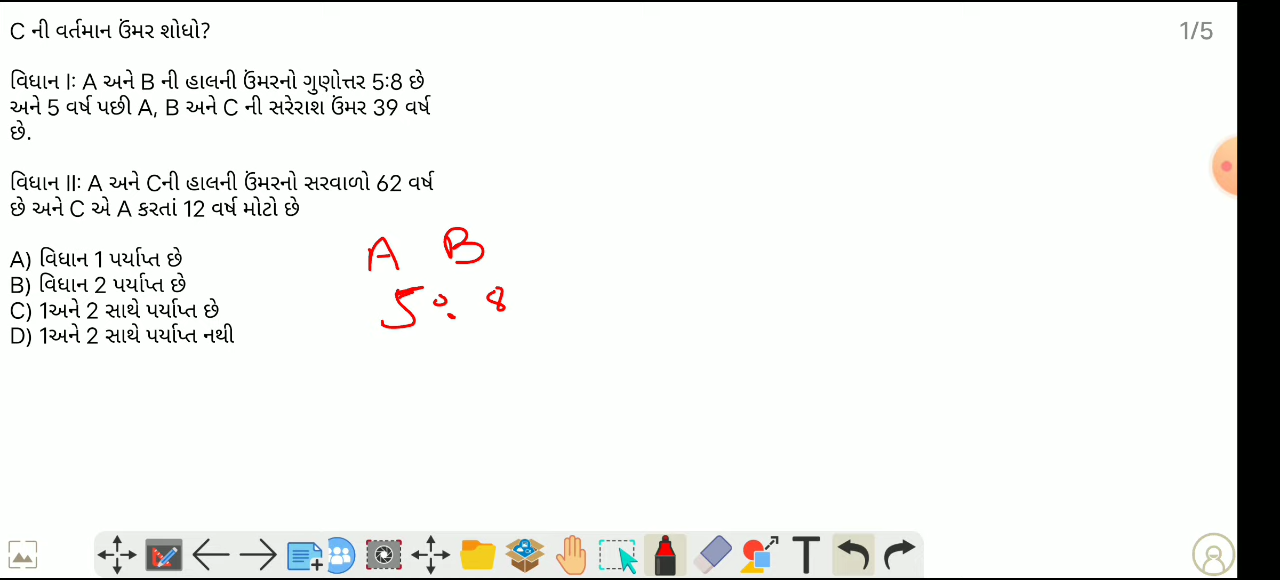 C ની વર્તમાન ઉંમર શોધો?
1/5
વિધાન I: A અને B ની હાલની ઉંમરનો ગુણોત્તર 5:8 છે
અને 5 વર્ષ પછી A, B અને C ની સરેરાશ ઉંમર 39 વર્ષ
છે.
વિધાન II: A અને Cની હાલની ઉંમરનો સરવાળો 62 વર્ષ
છે અને C એ A કરતાં 12 વર્ષ મોટો છે
A) વિધાન 1 પર્યાપ્ત છે
B) વિધાન 2 પર્યાપ્ત છે
C) 1અને 2 સાથે પર્યાપ્ત છે
D) 1અને 2 સાથે પર્યાપ્ત નથી
A B
5 : 8
T